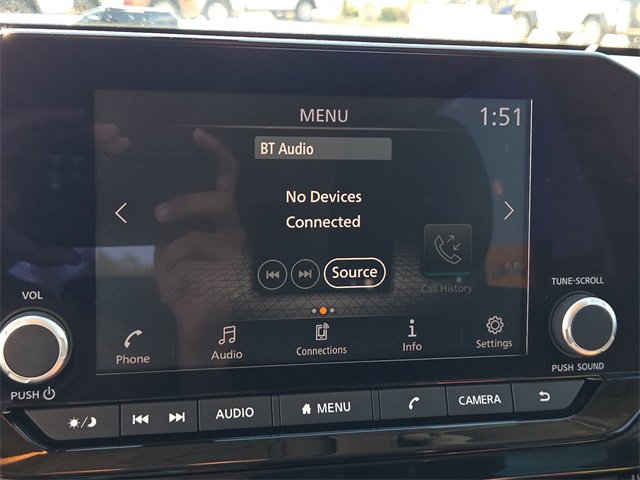 MENU 1:51
BT Audio
No Devices
Connected
Source
Call History
Phone Audio Connections Info Settings
VOL
PUSH
TUNE·SCROLL
PUSH SOUND
AUDIO MENU CAMERA